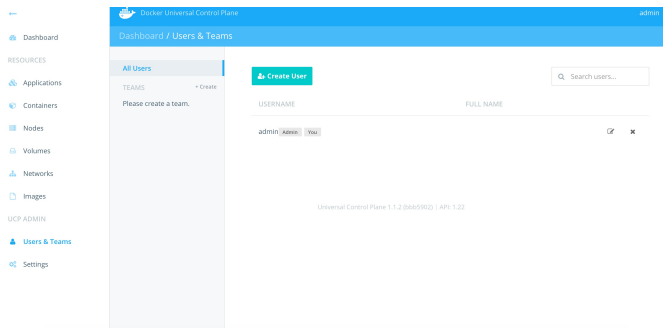 Docker Universal Control Plane
admin
Dashboard / Users & Teams
Dashboard
RESOURCES
Applications
Containers
Nodes
Volumes
Networks
Images
UCP ADMIN
Users & Teams
Settings
All Users
TEAMS + Create
Please create a team.
Create User
Search users...
USERNAME FULL NAME
admin Admin You
Universal Control Plane 1.1.2 | API: 1.22